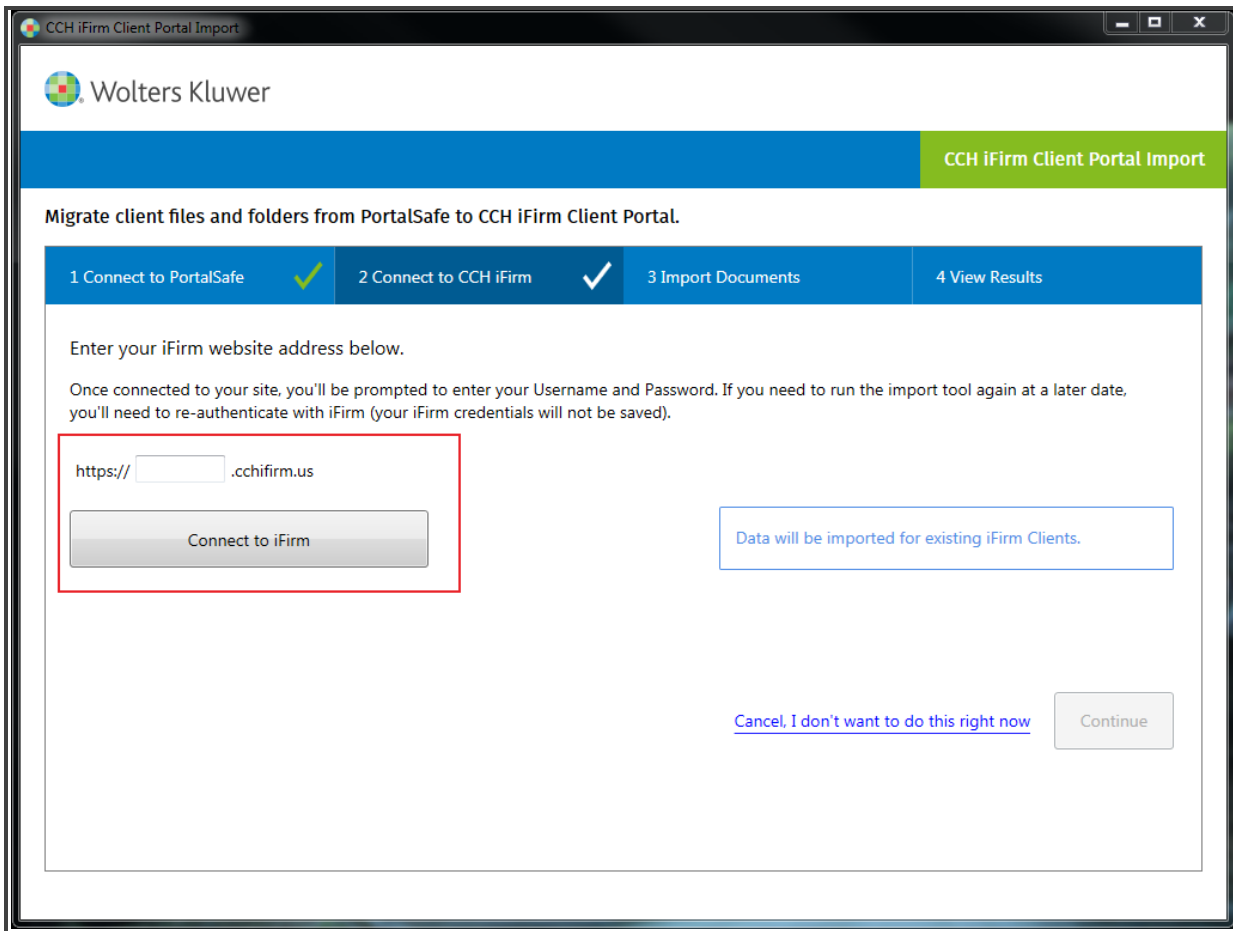 CCH iFirm Client Portal Import
Wolters Kluwer
CCH iFirm Client Portal Import
Migrate client files and folders from PortalSafe to CCH iFirm Client Portal.
1 Connect to PortalSafe
2 Connect to CCH iFirm
3 Import Documents
4 View Results
Enter your iFirm website address below.
Once connected to your site, you'll be prompted to enter your Username and Password. If you need to run the import tool again at a later date,
you'll need to re-authenticate with iFirm (your iFirm credentials will not be saved).
https:// .cchifirm.us
Connect to iFirm
Data will be imported for existing iFirm Clients.
Cancel, I don't want to do this right now
Continue